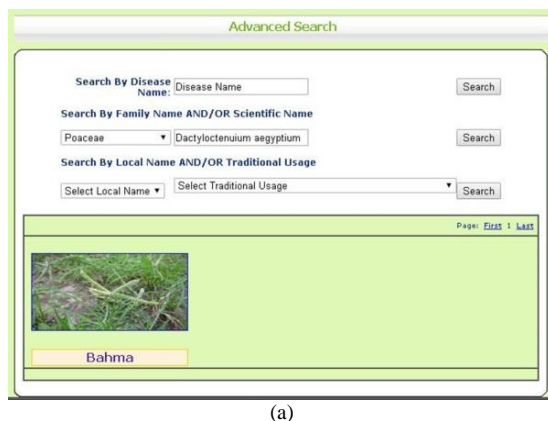 Advanced Search
Search By Disease Name: Disease Name Search
Search By Family Name AND/OR Scientific Name
Poaceae Dactyloctenuium aegyptium Search
Search By Local Name AND/OR Traditional Usage
Select Local Name Select Traditional Usage Search
Page: First 1 Last
Bahma
(a)